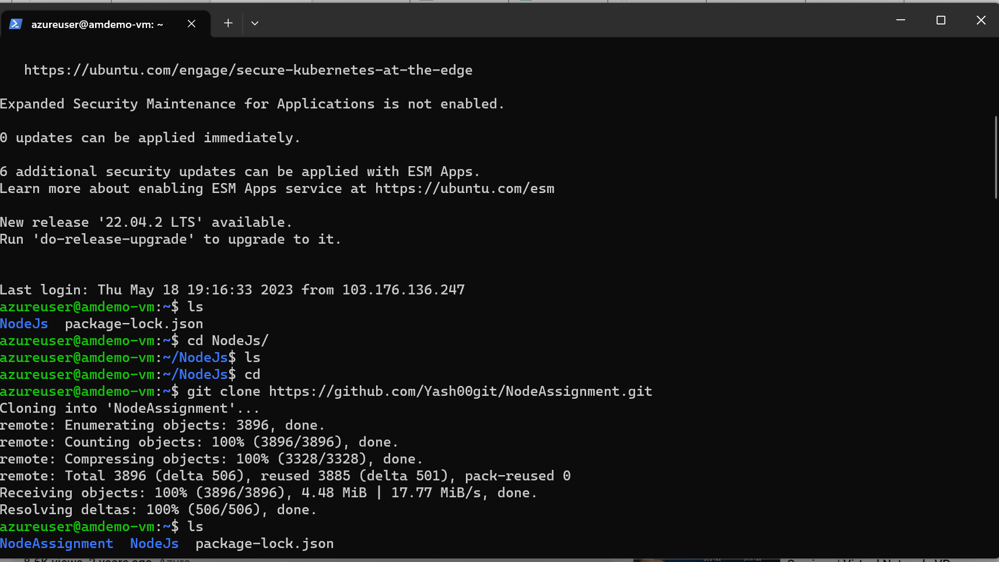 azureuser@amdemo-vm: ~
https://ubuntu.com/engage/secure-kubernetes-at-the-edge
Expanded Security Maintenance for Applications is not enabled.
0 updates can be applied immediately.
6 additional security updates can be applied with ESM Apps.
Learn more about enabling ESM Apps service at https://ubuntu.com/esm
New release '22.04.2 LTS' available.
Run 'do-release-upgrade' to upgrade to it.
Last login: Thu May 18 19:16:33 2023 from 103.176.136.247
azureuser@amdemo-vm:~$ ls
NodeJs  package-lock.json
azureuser@amdemo-vm:~$ cd NodeJs/
azureuser@amdemo-vm:~/NodeJs$ ls
azureuser@amdemo-vm:~/NodeJs$ cd
azureuser@amdemo-vm:~$ git clone https://github.com/Yash00git/NodeAssignment.git
Cloning into 'NodeAssignment'...
remote: Enumerating objects: 3896, done.
remote: Counting objects: 100% (3896/3896), done.
remote: Compressing objects: 100% (3328/3328), done.
remote: Total 3896 (delta 506), reused 3885 (delta 501), pack-reused 0
Receiving objects: 100% (3896/3896), 4.48 MiB | 17.77 MiB/s, done.
Resolving deltas: 100% (506/506), done.
azureuser@amdemo-vm:~$ ls
NodeAssignment  NodeJs  package-lock.json